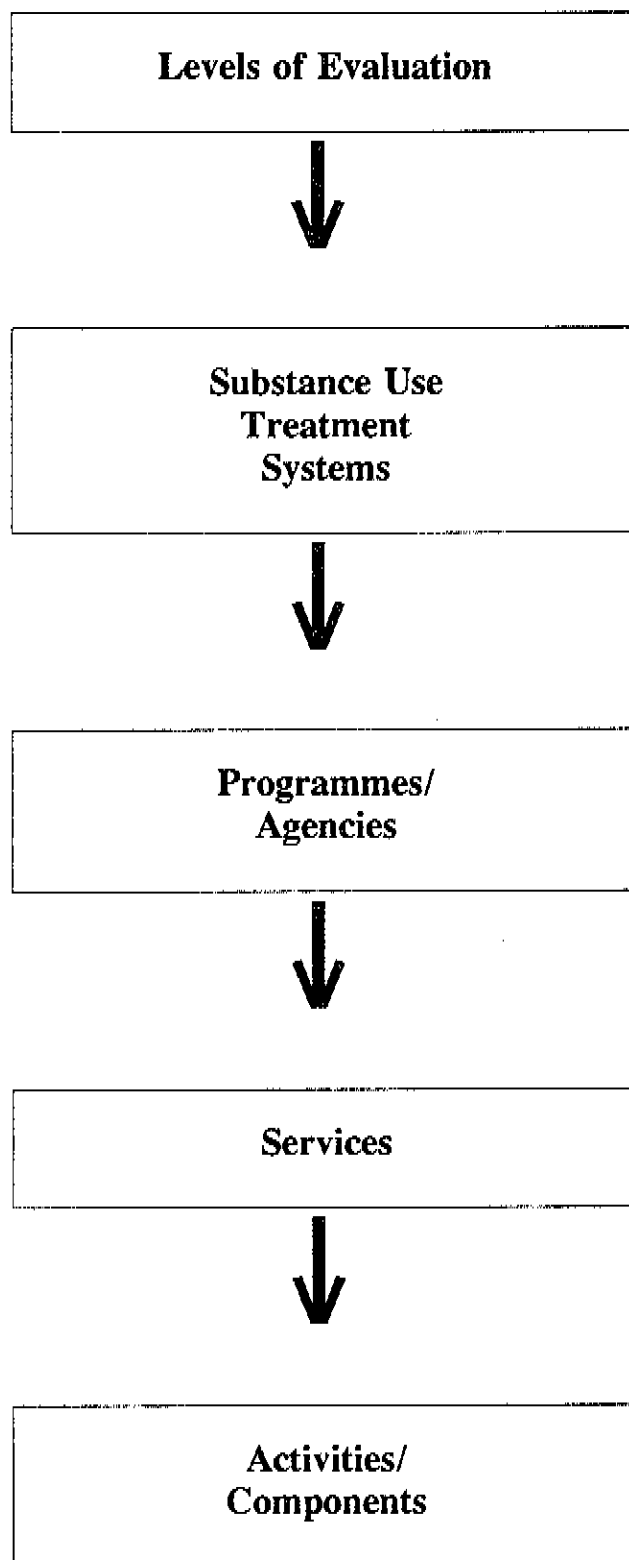 Levels of Evaluation
Substance Use
Treatment
Systems
Programmes/
Agencies
Services
Activities/
Components